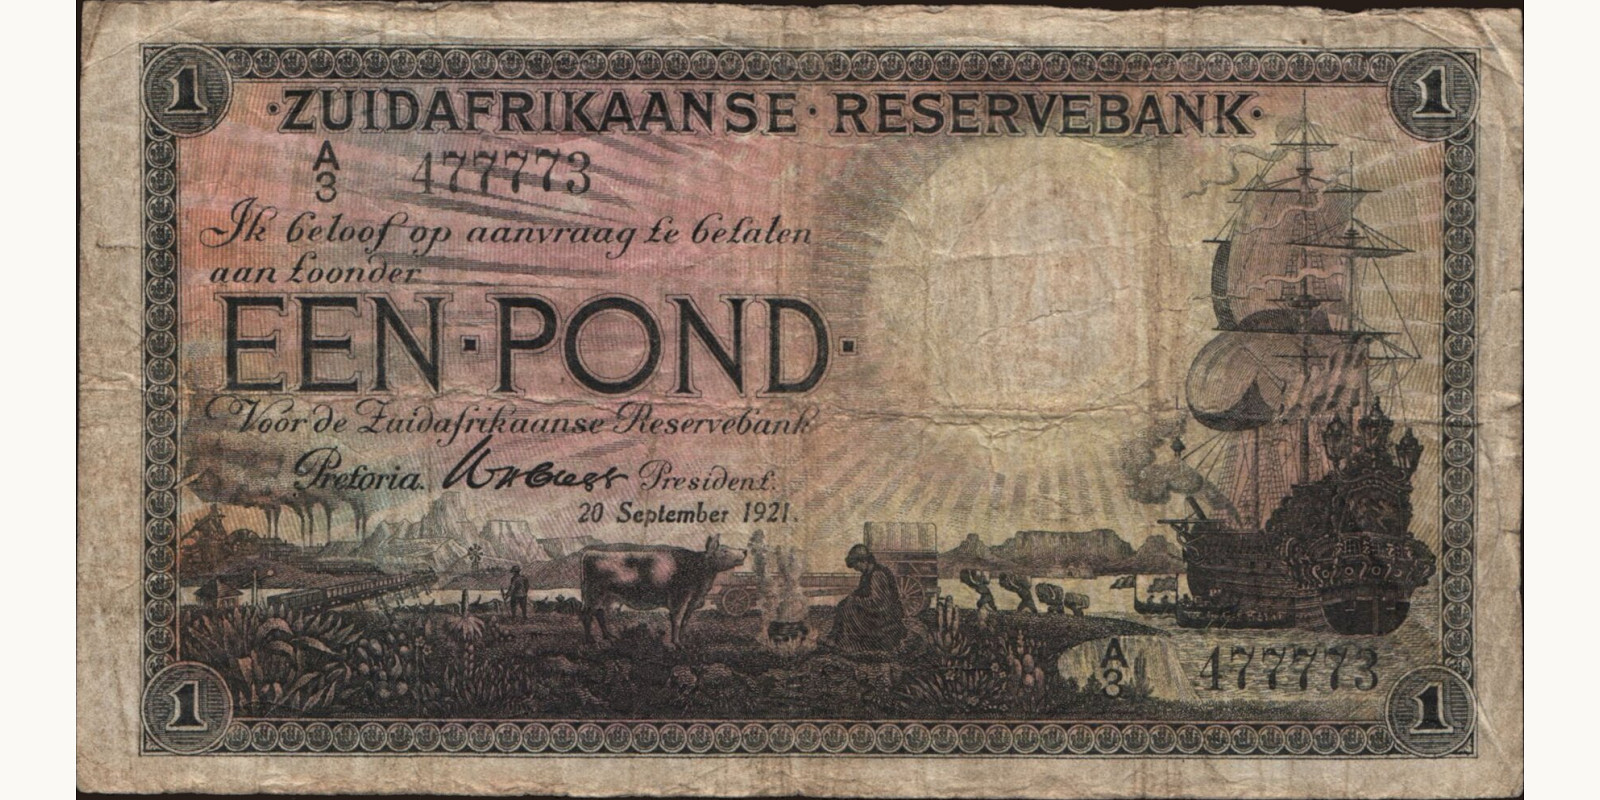 1 1
·ZUIDAFRIKAANSE·RESERVEBANK·
A
3 477773
Ik beloof op aanvraag te betalen
aan toonder
EEN·POND·
Voor de Zuidafrikaanse Reservebank
Pretoria. President.
20 September 1921.
A
3 477773
1 1